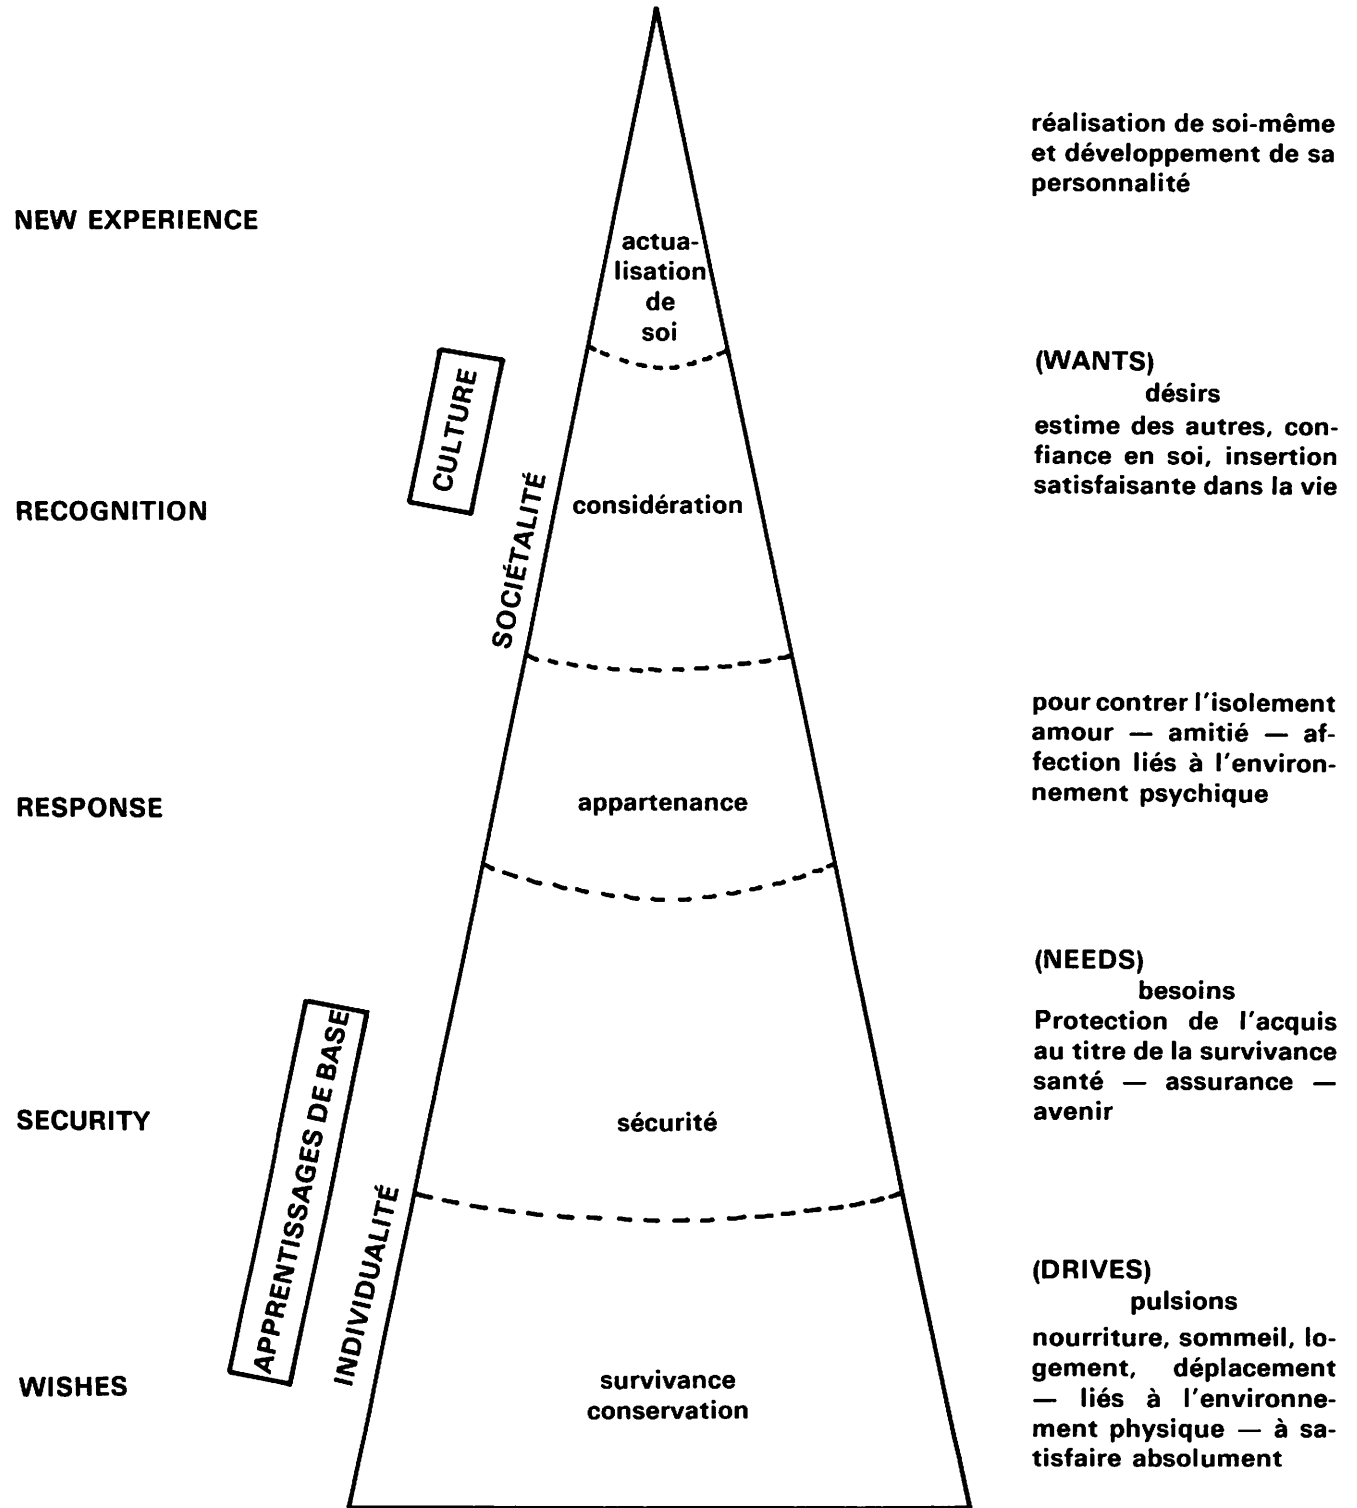 réalisation de soi-même
et développement de sa
personnalité
NEW EXPERIENCE
actua-
lisation
de
soi
(WANTS)
désirs
estime des autres, con-
fiance en soi, insertion
satisfaisante dans la vie
CULTURE
RECOGNITION
SOCIÉTALITÉ
considération
pour contrer l'isolement
amour — amitié — af-
fection liés à l'environ-
nement psychique
RESPONSE
appartenance
(NEEDS)
besoins
Protection de l'acquis
au titre de la survivance
santé — assurance —
avenir
SECURITY
APPRENTISSAGES DE BASE
sécurité
INDIVIDUALITÉ
(DRIVES)
pulsions
nourriture, sommeil, lo-
gement, déplacement
— liés à l'environne-
ment physique — à sa-
tisfaire absolument
WISHES
survivance
conservation